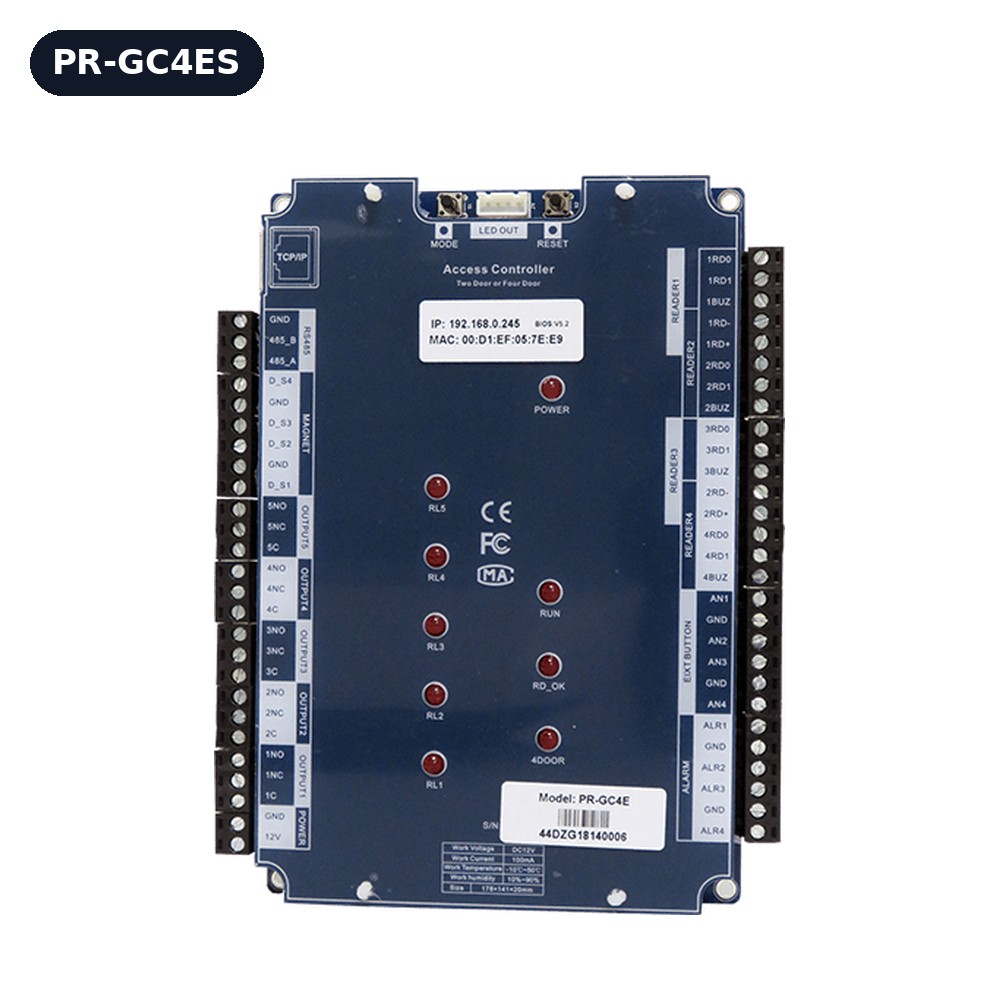 PR-GC4ES
MODE
LED OUT
RESET
TCP/IP
Access Controller
Two Door or Four Door
IP: 192.168.0.245 BIOS:V5.2
MAC: 00:D1:EF:05:7E:E9
POWER
RL5
RL4
RL3
RL2
RL1
CE
FC
MA
RUN
RD_OK
4DOOR
GND
485_B
485_A
RS485
D_S4
GND
D_S3
D_S2
GND
D_S1
MAGNET
5NO
5NC
5C
OUTPUT5
4NO
4NC
4C
OUTPUT4
3NO
3NC
3C
OUTPUT3
2NO
2NC
2C
OUTPUT2
1NO
1NC
1C
OUTPUT1
GND
12V
POWER
READER1
1RD0
1RD1
1BUZ
1RD-
1RD+
READER2
2RD0
2RD1
2BUZ
READER3
3RD0
3RD1
3BUZ
2RD-
2RD+
READER4
4RD0
4RD1
4BUZ
EIXT BUTTON
AN1
GND
AN2
AN3
GND
AN4
ALARM
ALR1
GND
ALR2
ALR3
GND
ALR4
Model: PR-GC4E
44DZG18140006
S/N:
Work Voltage DC12V
Work Current 100mA
Work Temperature -10℃~50℃
Work humidity 10%~90%
Size 178*141*20mm